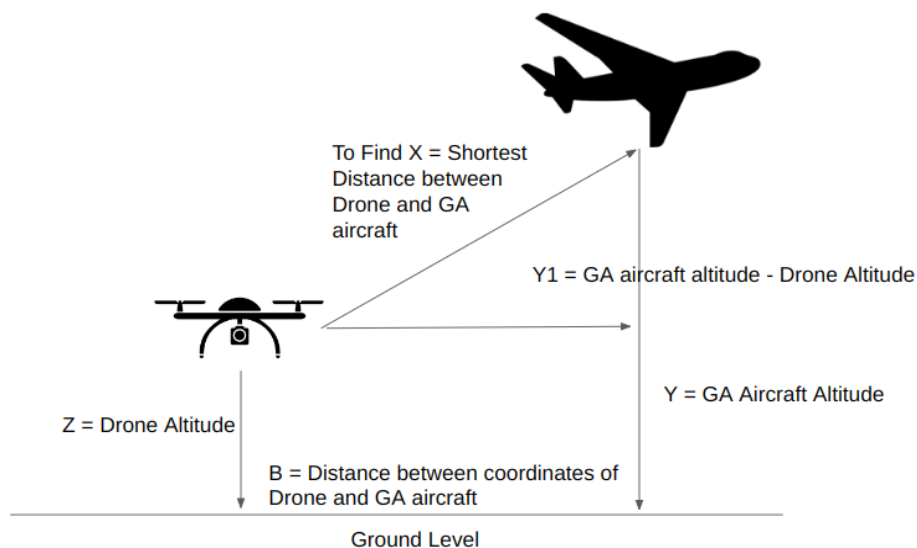 To Find X = Shortest
Distance between
Drone and GA
aircraft
Y1 = GA aircraft altitude - Drone Altitude
Y = GA Aircraft Altitude
Z = Drone Altitude
B = Distance between coordinates of
Drone and GA aircraft
Ground Level